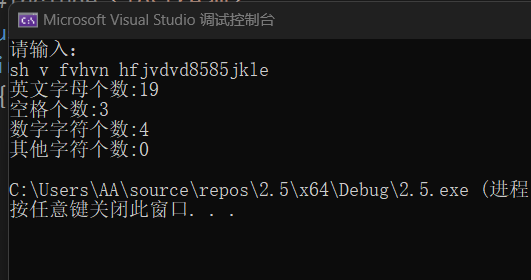 Microsoft Visual Studio 调试控制台
请输入：
sh v fvhvn hfjvdvd8585jkle
英文字母个数:19
空格个数:3
数字字符个数:4
其他字符个数:0
C:\Users\AA\source\repos\2.5\x64\Debug\2.5.exe (进程
按任意键关闭此窗口. . .